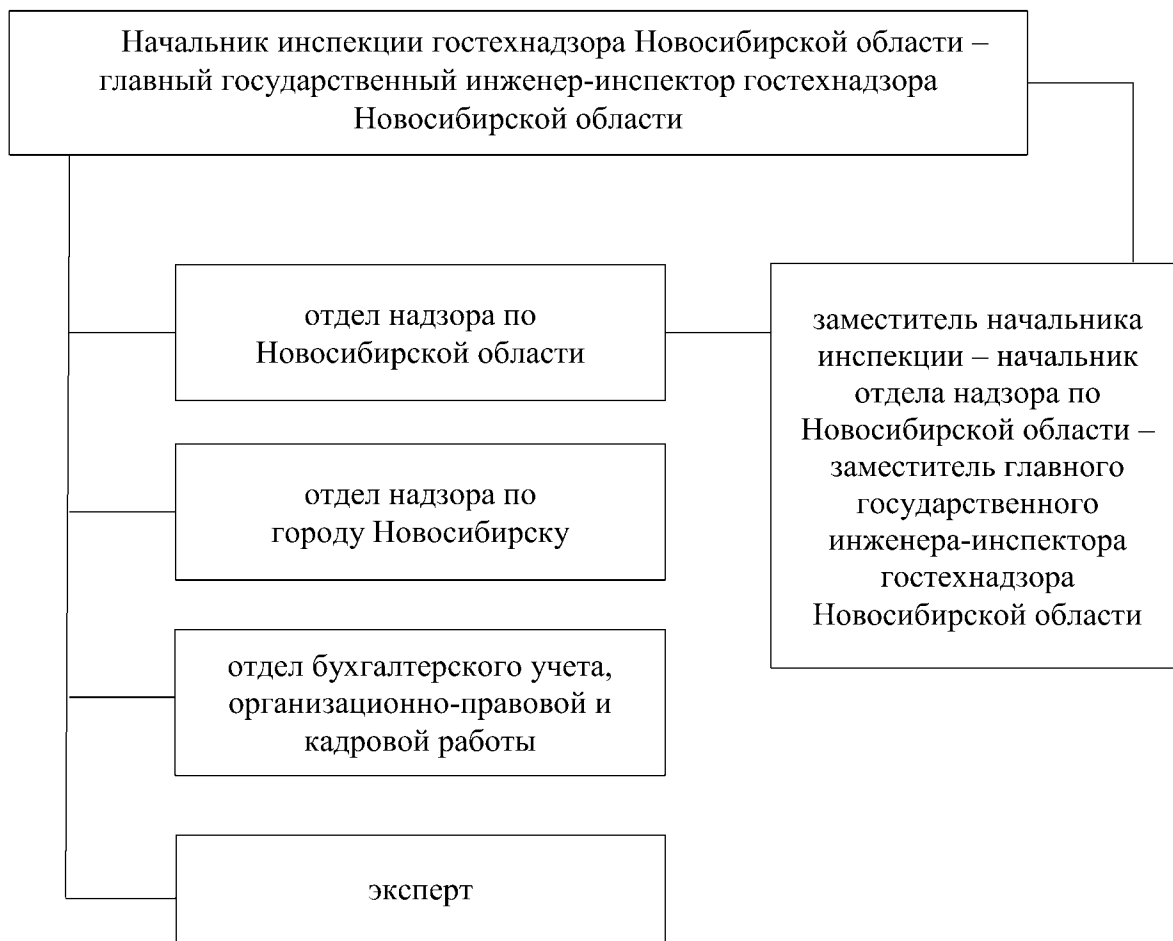 Начальник инспекции гостехнадзора Новосибирской области –
главный государственный инженер-инспектор гостехнадзора
Новосибирской области
отдел надзора по
Новосибирской области
заместитель начальника
инспекции – начальник
отдела надзора по
Новосибирской области –
заместитель главного
государственного
инженера-инспектора
гостехнадзора
Новосибирской области
отдел надзора по
городу Новосибирску
отдел бухгалтерского учета,
организационно-правовой и
кадровой работы
эксперт